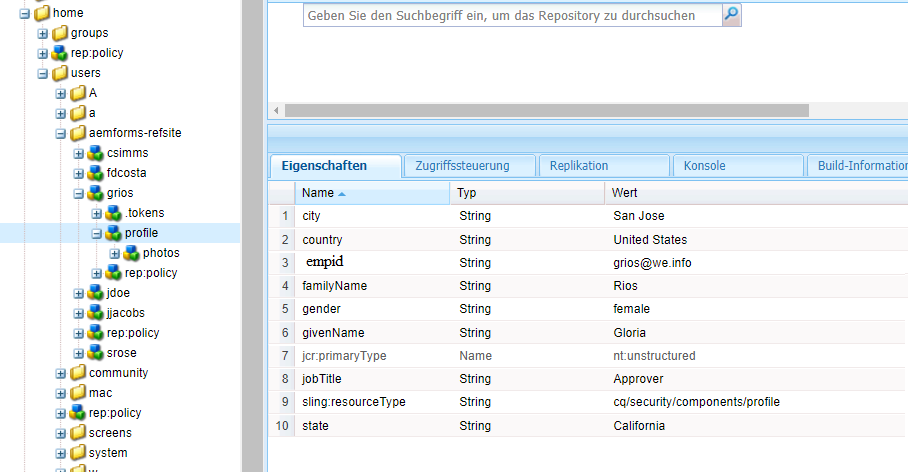 home
groups
rep:policy
users
A
a
aemforms-refsite
csimms
fdcosta
grios
.tokens
profile
photos
rep:policy
jdoe
jjacobs
rep:policy
srose
community
mac
rep:policy
screens
system
Geben Sie den Suchbegriff ein, um das Repository zu durchsuchen
Eigenschaften Zugriffssteuerung Replikation Konsole Build-Information
Name Typ Wert
1 city String San Jose
2 country String United States
3 empid String grios@we.info
4 familyName String Rios
5 gender String female
6 givenName String Gloria
7 jcr:primaryType Name nt:unstructured
8 jobTitle String Approver
9 sling:resourceType String cq/security/components/profile
10 state String California